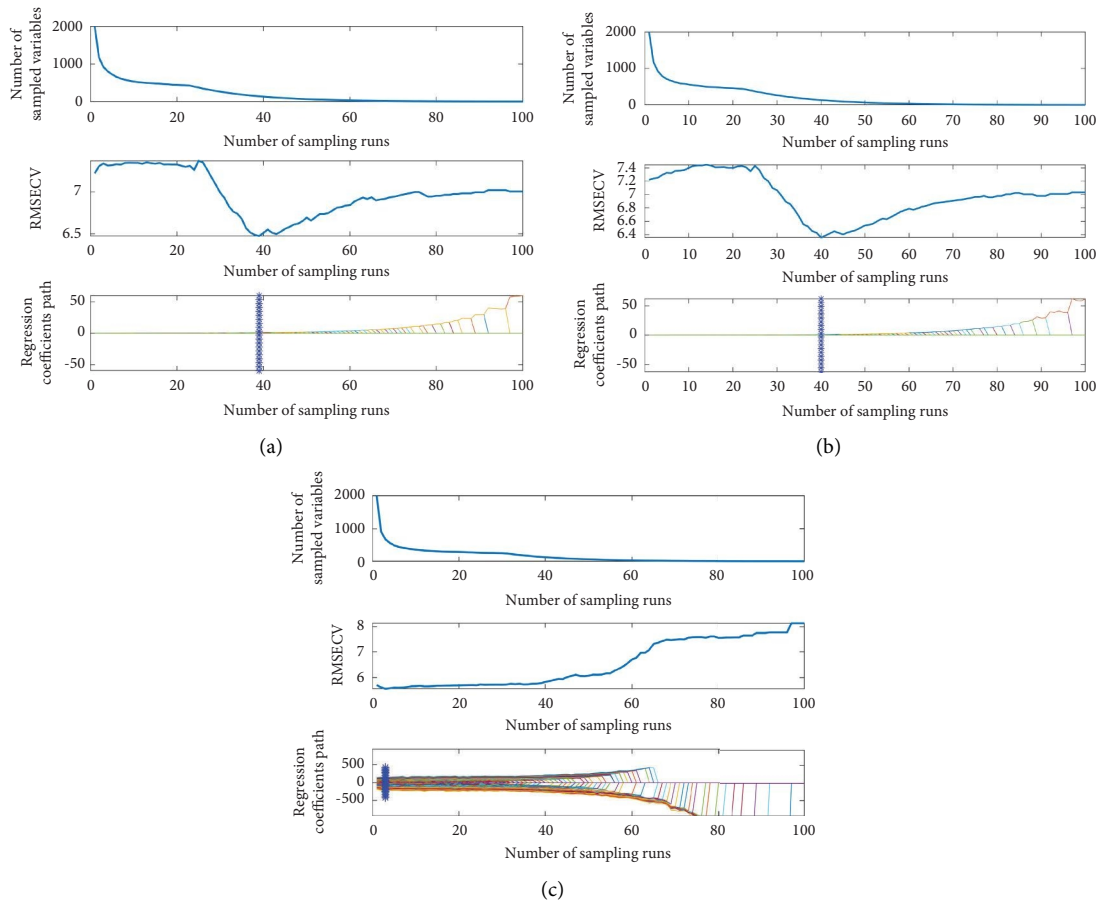 Number of
sampled variables
2000
1000
0
0 20 40 60 80 100
Number of sampling runs
RMSECV
7
6.5
0 20 40 60 80 100
Number of sampling runs
Regression
coefficients path
50
0
-50
0 20 40 60 80 100
Number of sampling runs
(a)
Number of
sampled variables
2000
1000
0
0 10 20 30 40 50 60 70 80 90 100
Number of sampling runs
RMSECV
7.4
7.2
7
6.8
6.6
6.4
0 10 20 30 40 50 60 70 80 90 100
Number of sampling runs
Regression
coefficients path
50
0
-50
0 10 20 30 40 50 60 70 80 90 100
Number of sampling runs
(b)
Number of
sampled variables
2000
1000
0
0 20 40 60 80 100
Number of sampling runs
RMSECV
8
7
6
0 20 40 60 80 100
Number of sampling runs
Regression
coefficients path
500
0
-500
0 20 40 60 80 100
Number of sampling runs
(c)